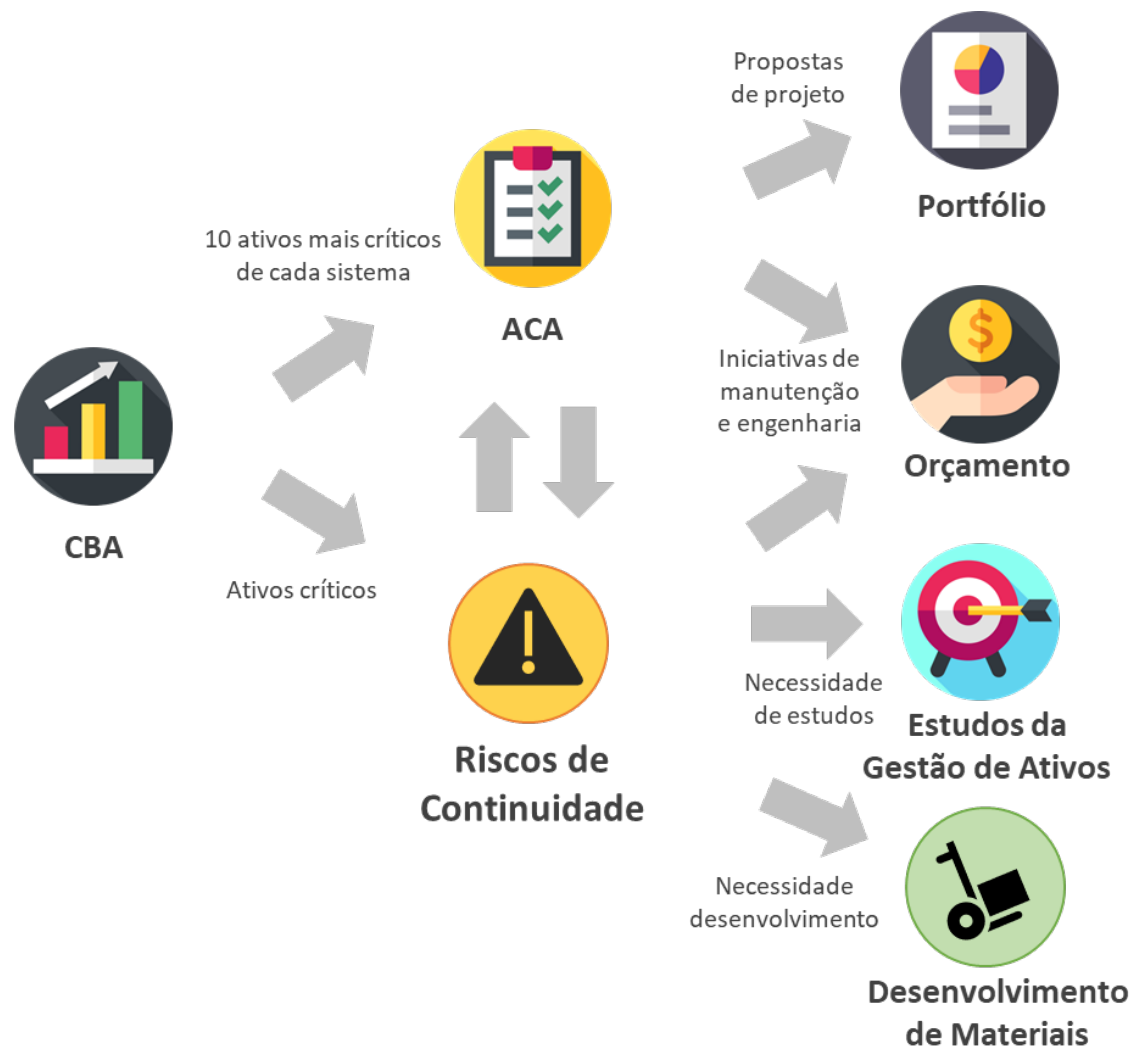 Propostas
de projeto
Portfólio
10 ativos mais críticos
de cada sistema
ACA
Iniciativas de
manutenção
e engenharia
Orçamento
CBA
Ativos críticos
Riscos de
Continuidade
Necessidade
de estudos
Estudos da
Gestão de Ativos
Necessidade
desenvolvimento
Desenvolvimento
de Materiais